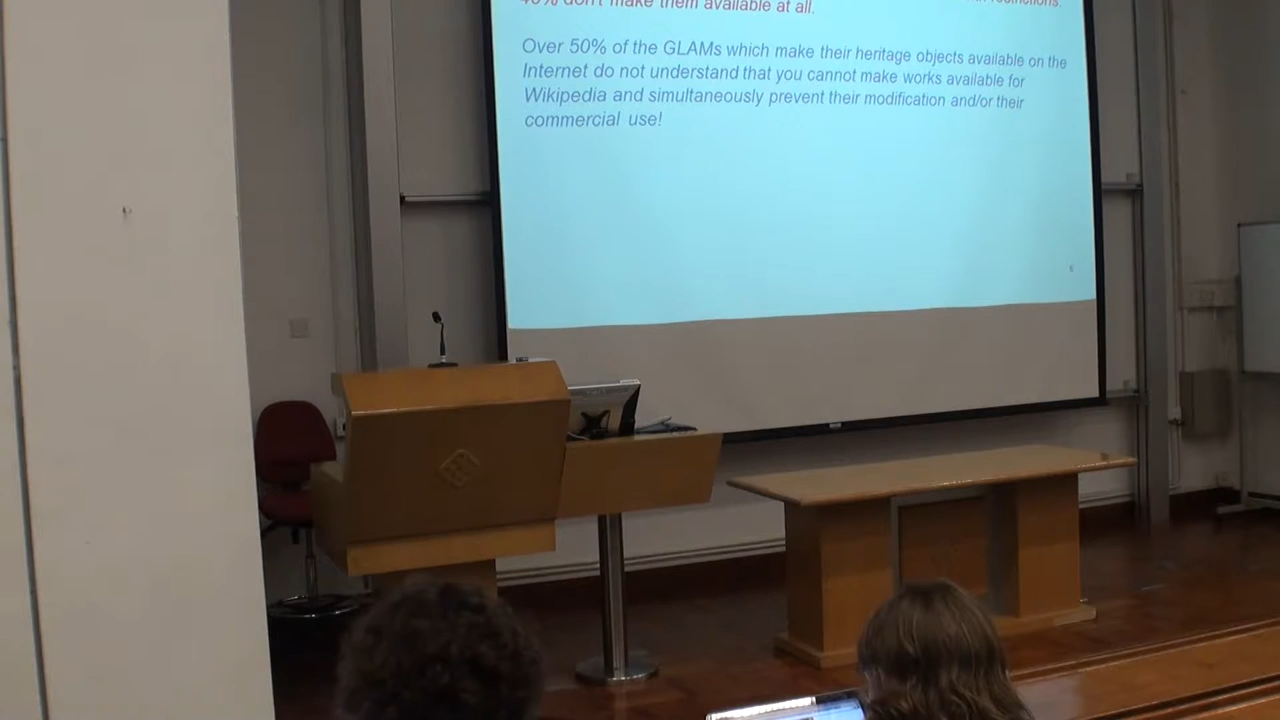 40% don't make them available at all. restrictions.
Over 50% of the GLAMs which make their heritage objects available on the
Internet do not understand that you cannot make works available for
Wikipedia and simultaneously prevent their modification and/or their
commercial use!